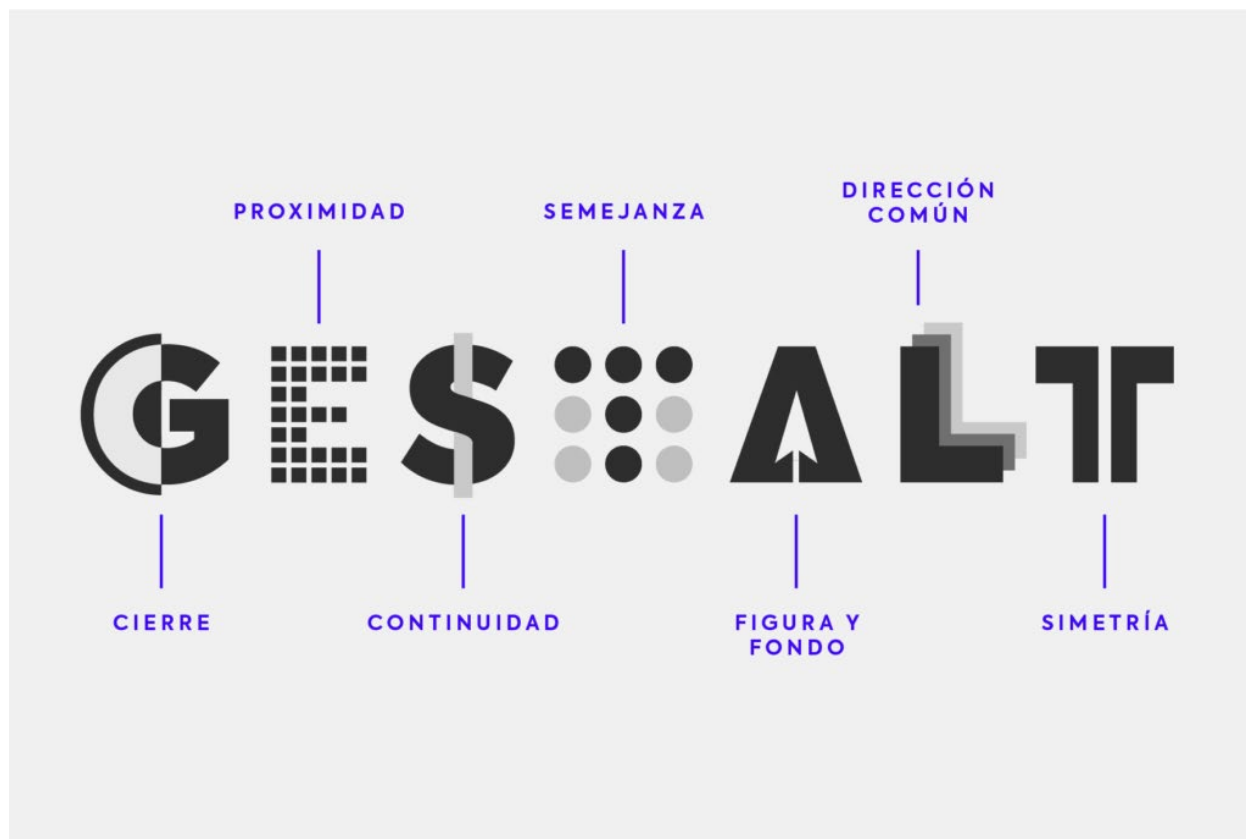 PROXIMIDAD
SEMEJANZA
DIRECCIÓN
COMÚN
GESTALT
CIERRE
CONTINUIDAD
FIGURA Y
FONDO
SIMETRÍA